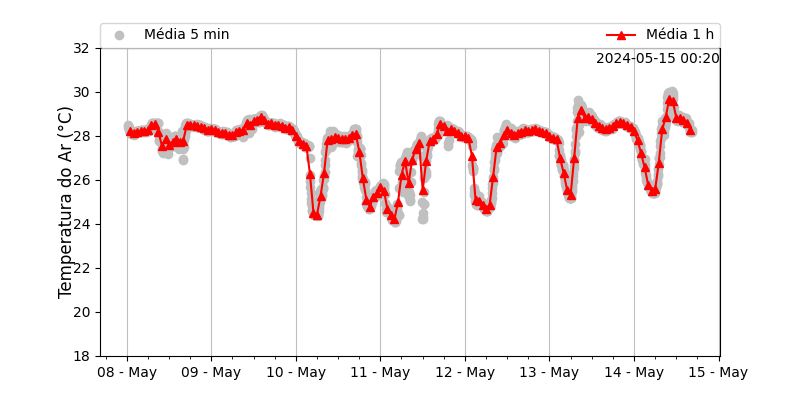 Média 5 min
Média 1 h
2024-05-15 00:20
Temperatura do Ar (°C)
32
30
28
26
24
22
20
18
08 - May
09 - May
10 - May
11 - May
12 - May
13 - May
14 - May
15 - May